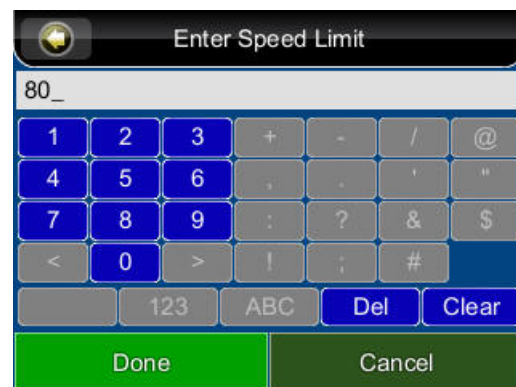 Enter Speed Limit
80_
1 2 3 + - / @
4 5 6 , . ' "
7 8 9 : ? & $
< 0 > ! ; #
123 ABC Del Clear
Done Cancel